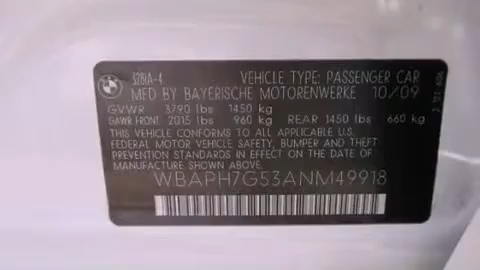 328iA-4 VEHICLE TYPE: PASSENGER CAR
MFD BY BAYERISCHE MOTORENWERKE 10/09
GVWR 3790 lbs 1450 kg
GAWR FRONT 2015 lbs 960 kg REAR 1450 lbs 660 kg
THIS VEHICLE CONFORMS TO ALL APPLICABLE U.S.
FEDERAL MOTOR VEHICLE SAFETY, BUMPER, AND THEFT
PREVENTION STANDARDS IN EFFECT ON THE DATE OF
MANUFACTURE SHOWN ABOVE.
WBAPH7G53ANM49918